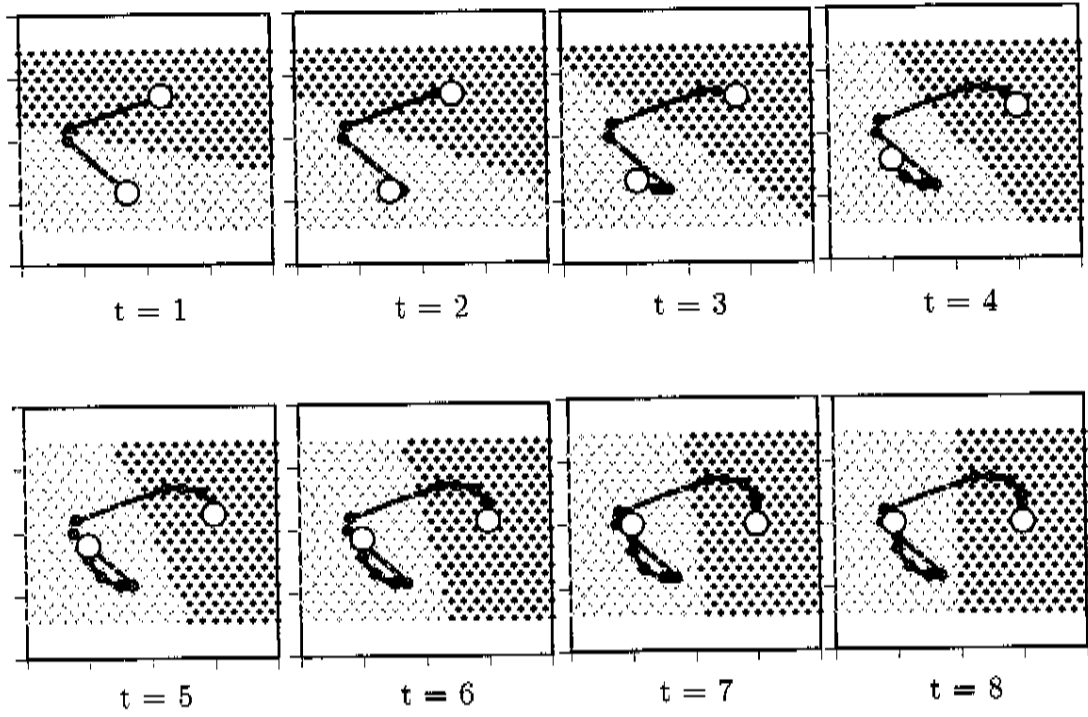 t = 1
t = 2
t = 3
t = 4
t = 5
t = 6
t = 7
t = 8